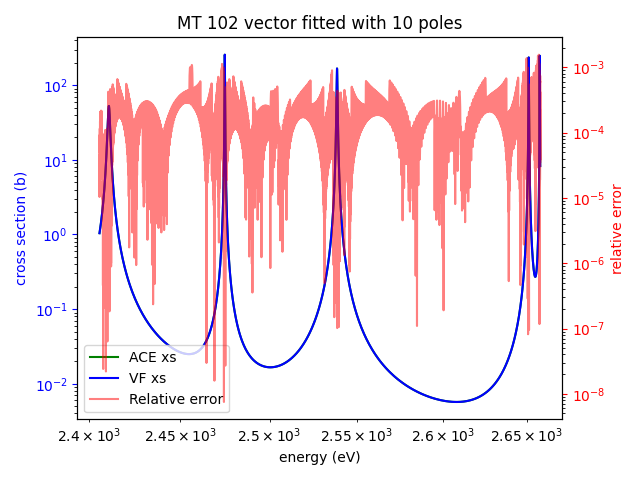 MT 102 vector fitted with 10 poles
cross section (b)
10²
10¹
10⁰
10⁻¹
10⁻²
10⁻³
10⁻⁴
10⁻⁵
10⁻⁶
10⁻⁷
10⁻⁸
relative error
ACE xs
VF xs
Relative error
2.4 × 10³ 2.45 × 10³ 2.5 × 10³ 2.55 × 10³ 2.6 × 10³ 2.65 × 10³
energy (eV)